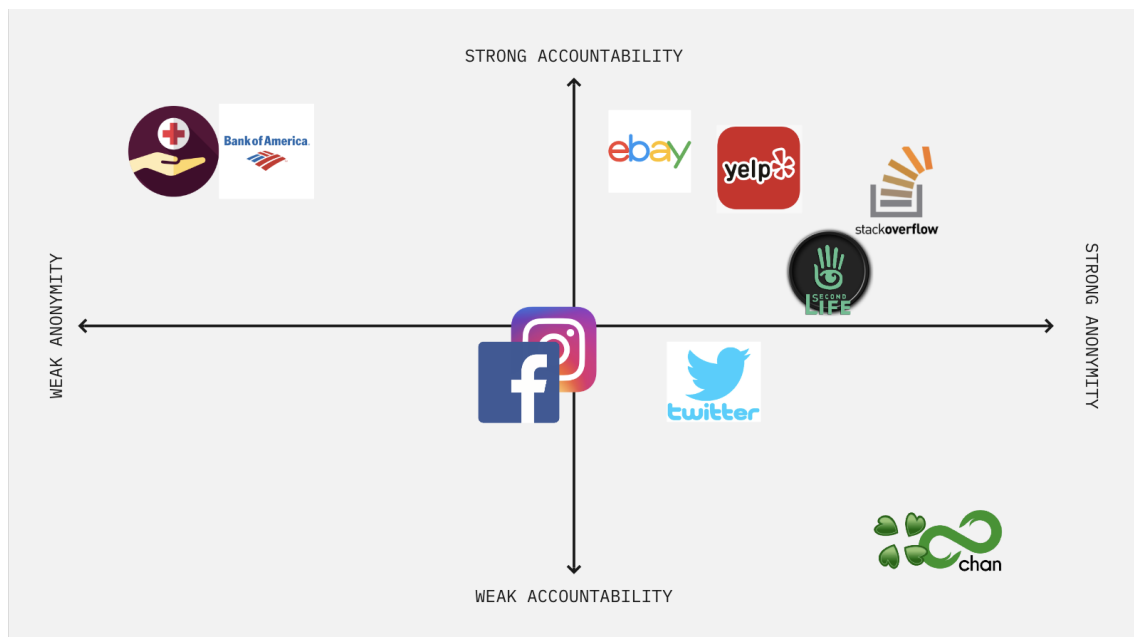 STRONG ACCOUNTABILITY
Bank of America.
ebay
yelp
stackoverflow
SECOND
LIFE
WEAK ANONYMITY
STRONG ANONYMITY
f
twitter
chan
WEAK ACCOUNTABILITY